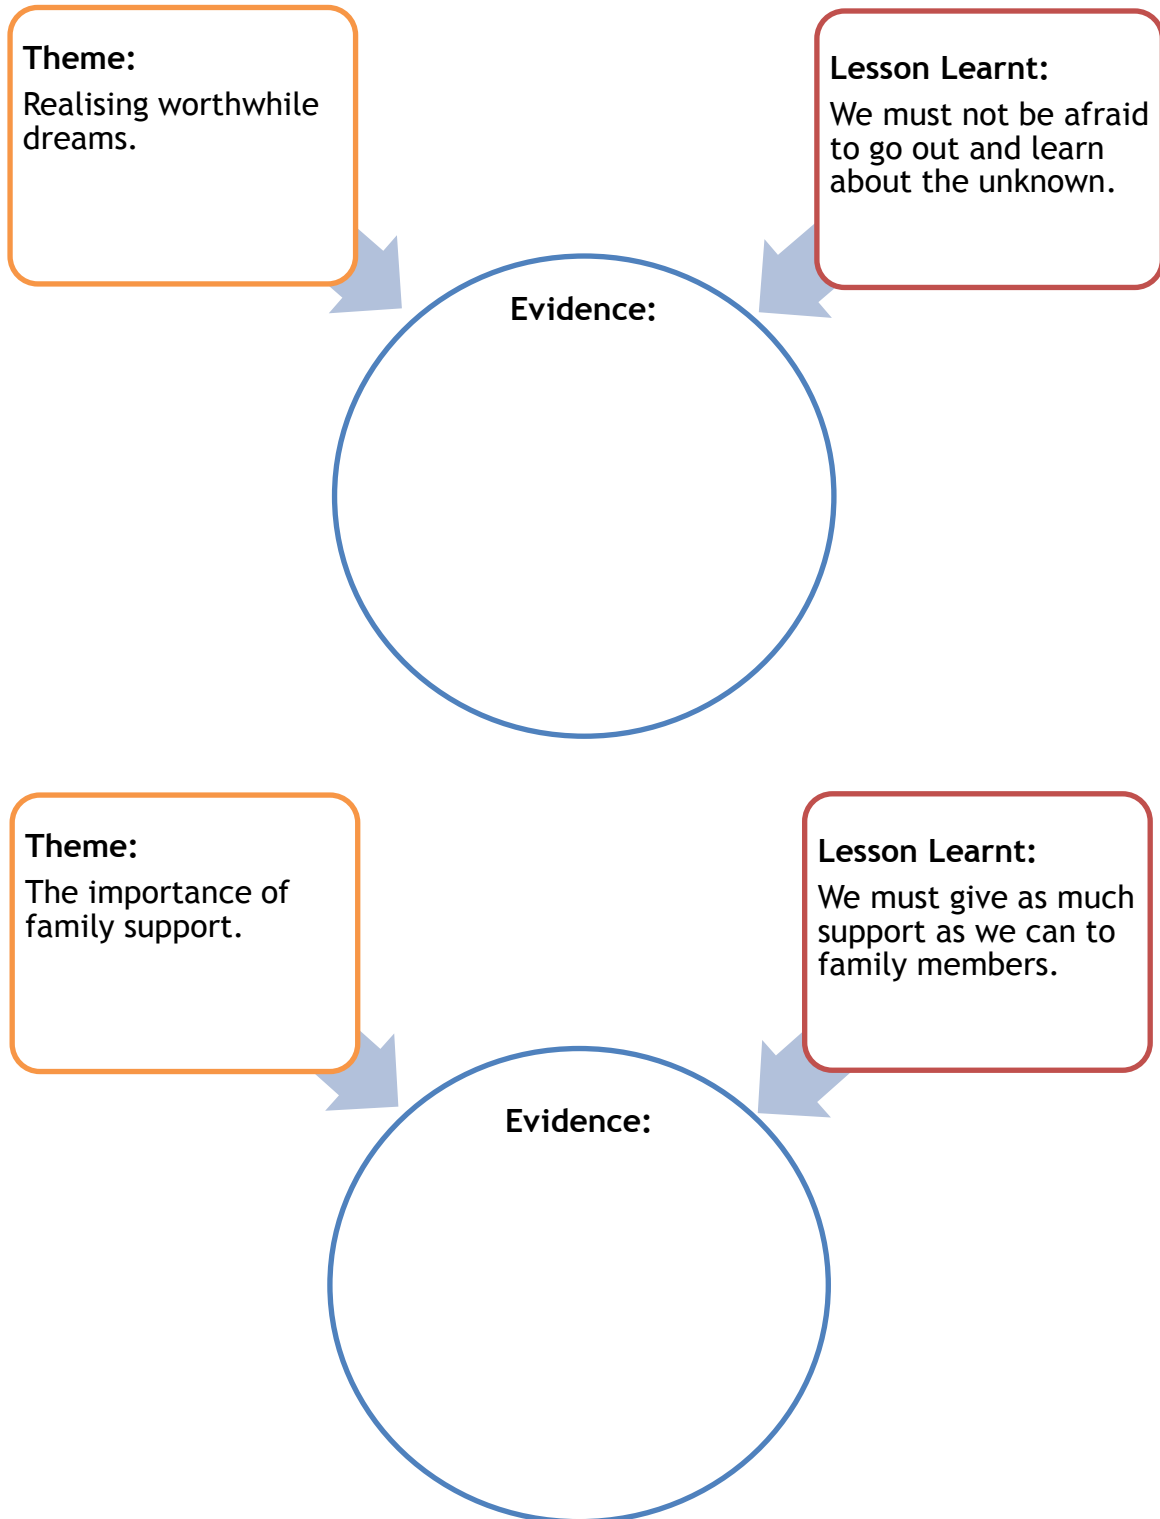 Theme:
Realising worthwhile
dreams.
Lesson Learnt:
We must not be afraid
to go out and learn
about the unknown.
Evidence:
Theme:
The importance of
family support.
Lesson Learnt:
We must give as much
support as we can to
family members.
Evidence: